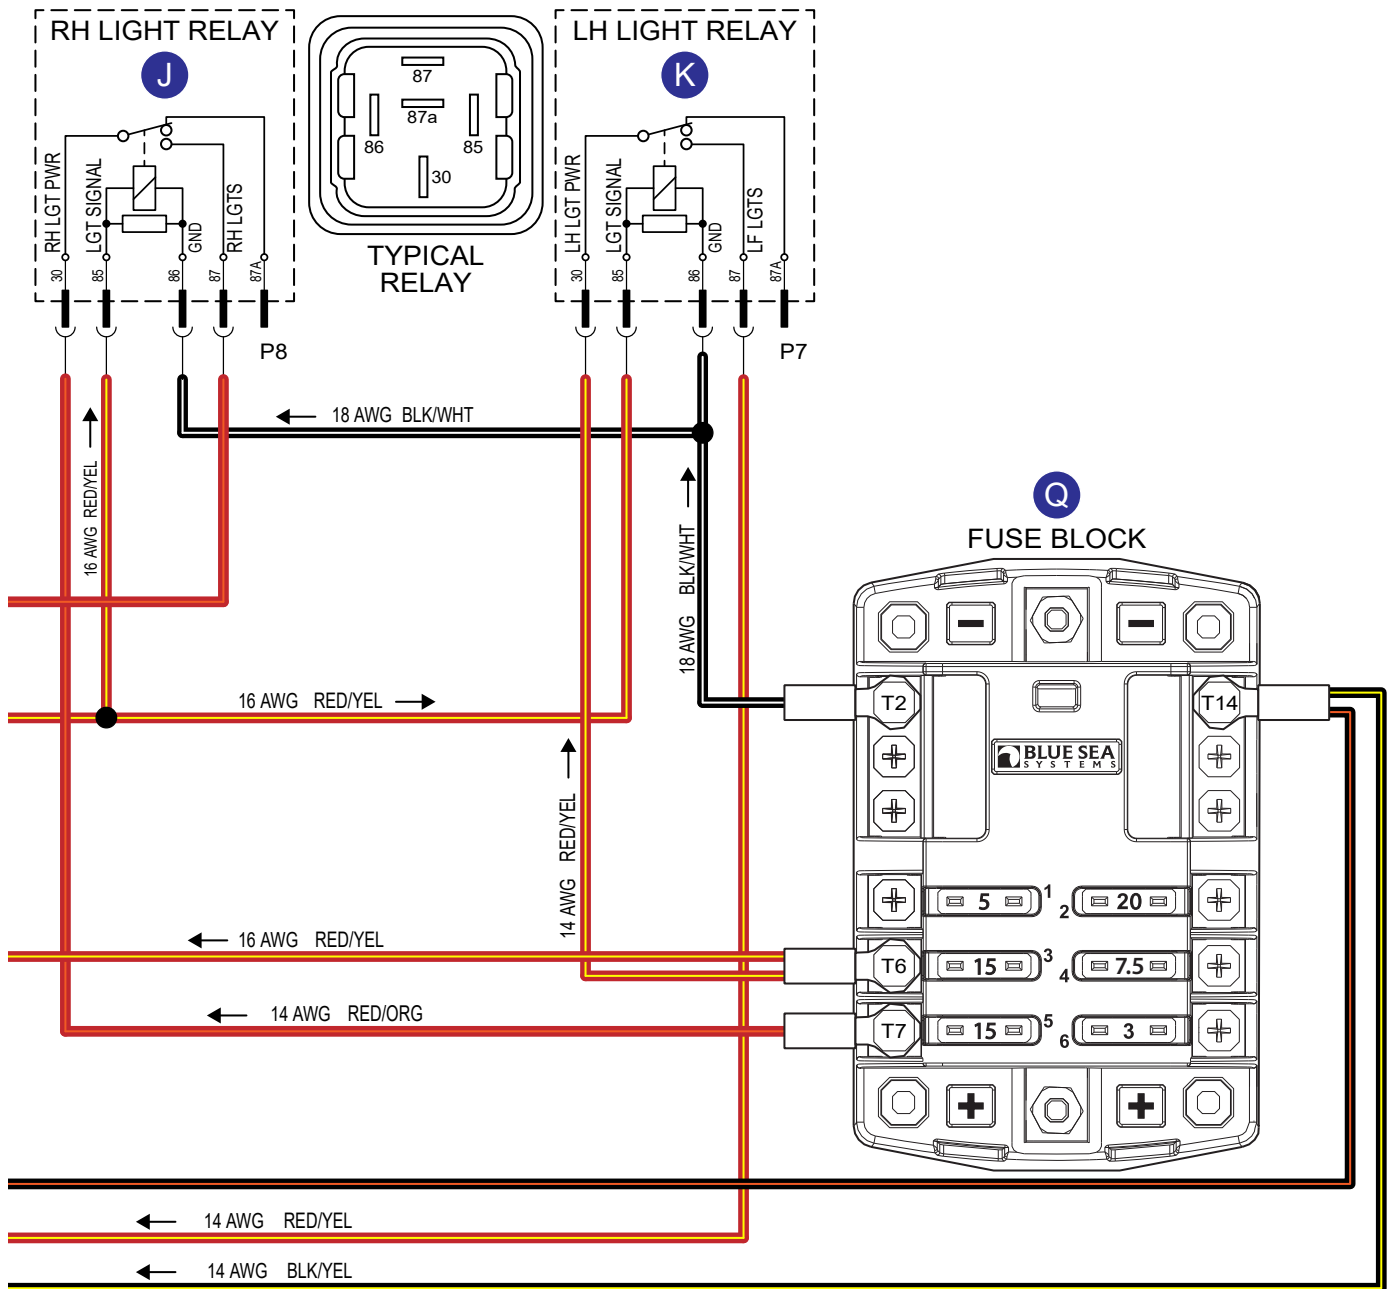 RH LIGHT RELAY
J
RH LGT PWR
LGT SIGNAL
GND
RH LGTS
30
85
86
87
87A
P8
87
87a
86
85
30
TYPICAL
RELAY
LH LIGHT RELAY
K
LH LGT PWR
LGT SIGNAL
GND
LF LGTS
30
85
86
87
87A
P7
18 AWG BLK/WHT
16 AWG RED/YEL
18 AWG BLK/WHT
16 AWG RED/YEL
14 AWG RED/YEL
16 AWG RED/YEL
14 AWG RED/ORG
14 AWG RED/YEL
14 AWG BLK/YEL
Q
FUSE BLOCK
T2
T14
BLUE SEA
SYSTEMS
5 1 2 20
T6 15 3 4 7.5
T7 15 5 6 3